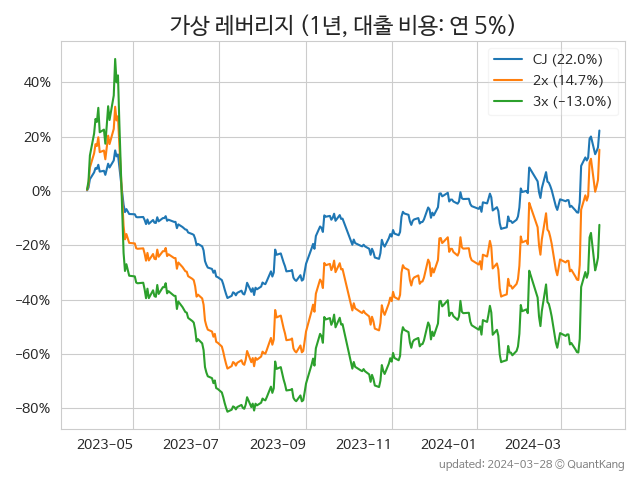 가상 레버리지 (1년, 대출 비용: 연 5%)
CJ (22.0%)
2x (14.7%)
3x (−13.0%)
40%
20%
0%
−20%
−40%
−60%
−80%
2023-05
2023-07
2023-09
2023-11
2024-01
2024-03
updated: 2024-03-28 © QuantKang